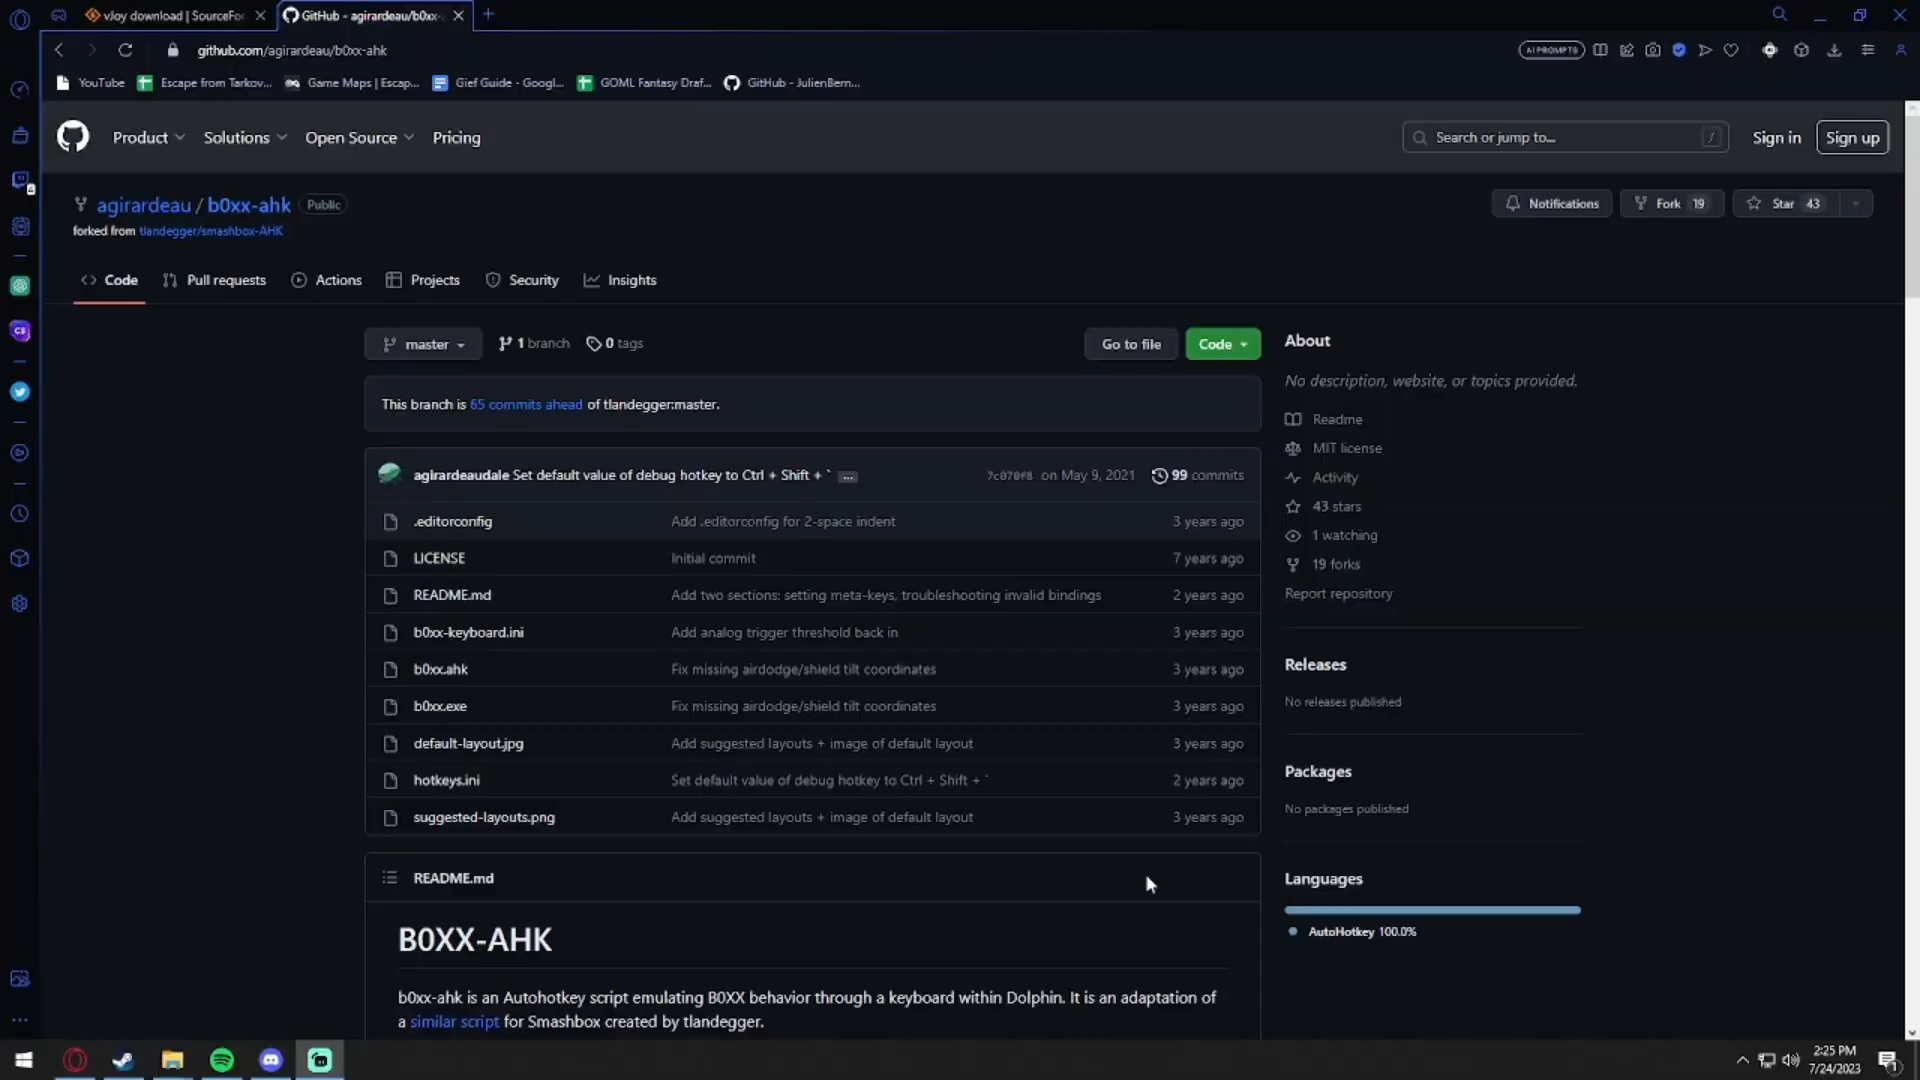 vJoy download | SourceFor
GitHub - agirardeau/b0xx-
github.com/agirardeau/b0xx-ahk
AI PROMPTS
YouTube
Escape from Tarkov...
Game Maps | Escap...
Gief Guide - Googl...
GOML Fantasy Draf...
GitHub - JulienBern...
Product
Solutions
Open Source
Pricing
Search or jump to...
/
Sign in
Sign up
agirardeau / b0xx-ahk
Public
Notifications
Fork 19
Star 43
forked from tlandegger/smashbox-AHK
Code
Pull requests
Actions
Projects
Security
Insights
master
1 branch
0 tags
Go to file
Code
About
No description, website, or topics provided.
This branch is 65 commits ahead of tlandegger:master.
Readme
MIT license
Activity
43 stars
1 watching
19 forks
Report repository
agirardeaudale Set default value of debug hotkey to Ctrl + Shift + `
...
7c070f8 on May 9, 2021
99 commits
.editorconfig
Add .editorconfig for 2-space indent
3 years ago
LICENSE
Initial commit
7 years ago
README.md
Add two sections: setting meta-keys, troubleshooting invalid bindings
2 years ago
b0xx-keyboard.ini
Add analog trigger threshold back in
3 years ago
b0xx.ahk
Fix missing airdodge/shield tilt coordinates
3 years ago
b0xx.exe
Fix missing airdodge/shield tilt coordinates
3 years ago
default-layout.jpg
Add suggested layouts + image of default layout
3 years ago
hotkeys.ini
Set default value of debug hotkey to Ctrl + Shift + `
2 years ago
suggested-layouts.png
Add suggested layouts + image of default layout
3 years ago
Releases
No releases published
Packages
No packages published
Languages
AutoHotkey 100.0%
README.md
B0XX-AHK
b0xx-ahk is an Autohotkey script emulating B0XX behavior through a keyboard within Dolphin. It is an adaptation of
a similar script for Smashbox created by tlandegger.
CS
4
2:25 PM
7/24/2023
1